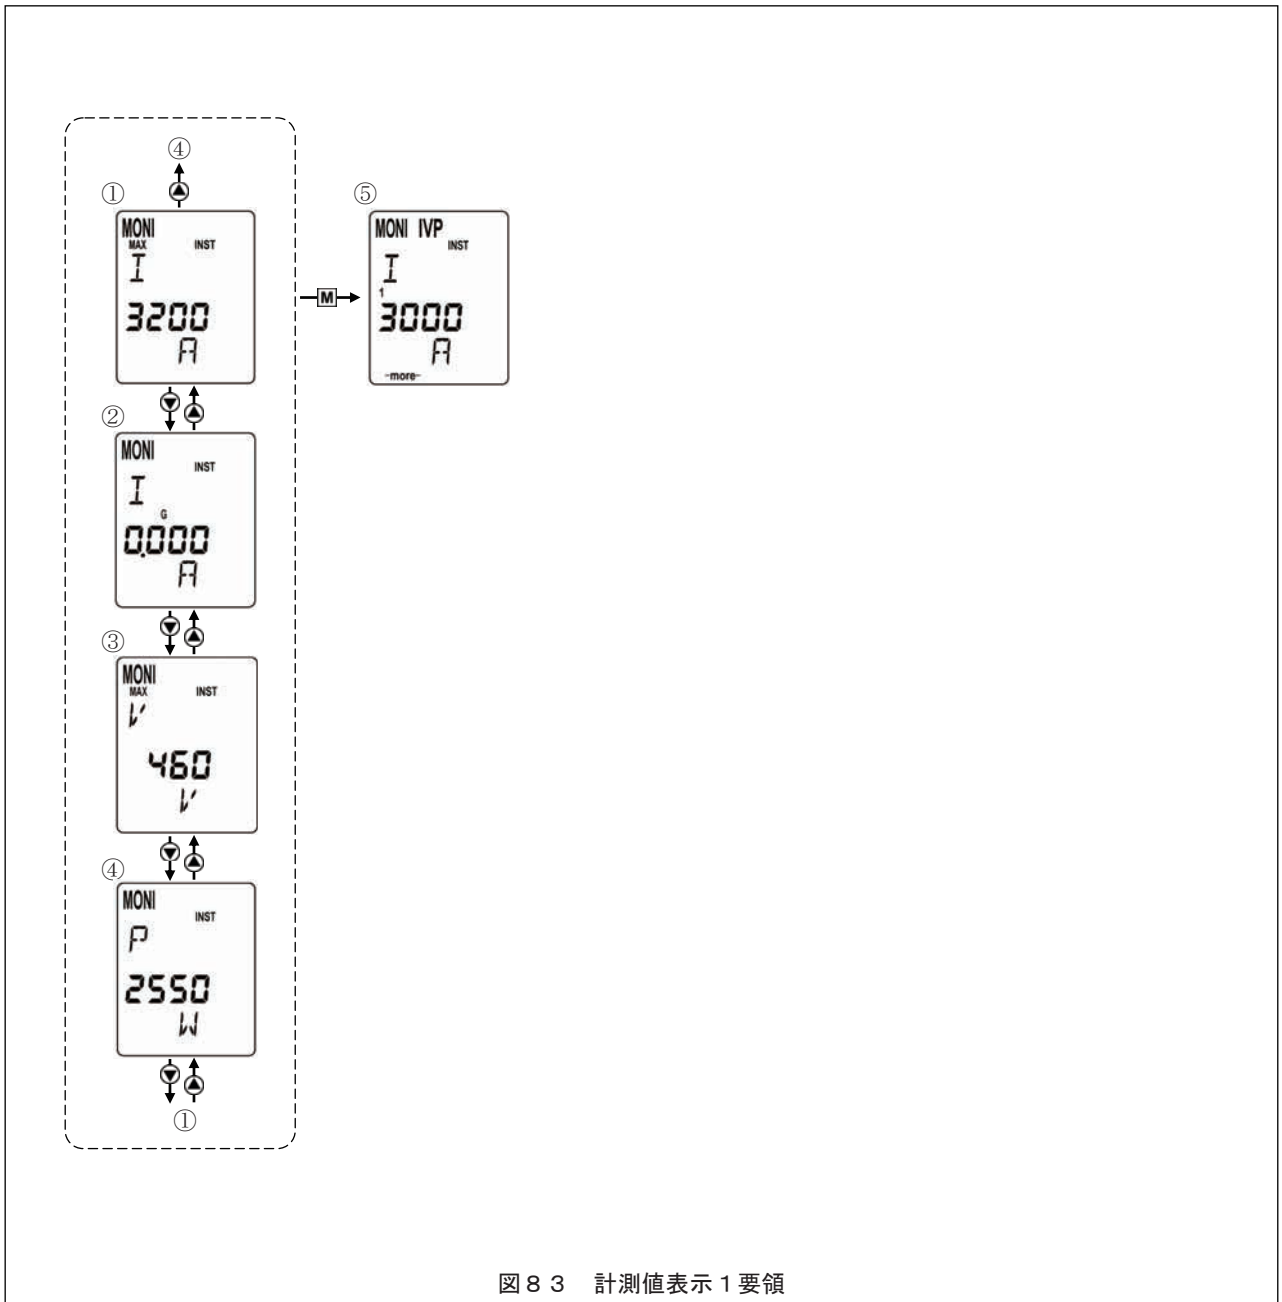 ④
①
MONI
MAX INST
I
3200
A
②
MONI
INST
I
G
0.000
A
③
MONI
MAX INST
V
460
V
④
MONI
INST
P
2550
W
①
M
⑤
MONI IVP
INST
I
1
3000
A
-more-
図83 計測値表示1要領